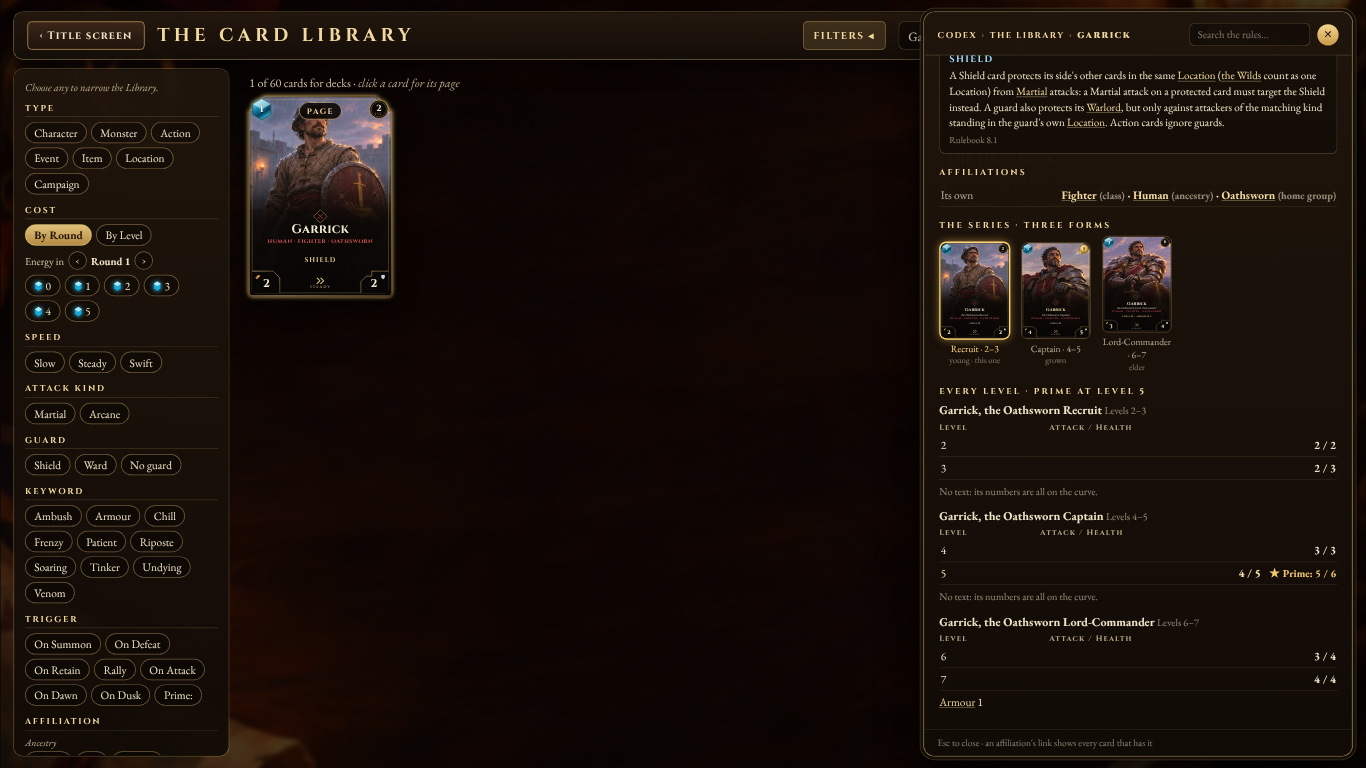 ‹ Title screen
THE CARD LIBRARY
FILTERS ◂
Ga
Choose any to narrow the Library.
TYPE
Character
Monster
Action
Event
Item
Location
Campaign
COST
By Round
By Level
Energy in ‹ Round 1 ›
0
1
2
3
4
5
SPEED
Slow
Steady
Swift
ATTACK KIND
Martial
Arcane
GUARD
Shield
Ward
No guard
KEYWORD
Ambush
Armour
Chill
Frenzy
Patient
Riposte
Soaring
Tinker
Undying
Venom
TRIGGER
On Summon
On Defeat
On Retain
Rally
On Attack
On Dawn
On Dusk
Prime:
AFFILIATION
Ancestry
1 of 60 cards for decks · click a card for its page
1
PAGE
2
GARRICK
HUMAN · FIGHTER · OATHSWORN
SHIELD
2
STEADY
2
CODEX · THE LIBRARY · GARRICK
Search the rules...
✕
SHIELD
A Shield card protects its side's other cards in the same Location (the Wilds count as one
Location) from Martial attacks: a Martial attack on a protected card must target the Shield
instead. A guard also protects its Warlord, but only against attackers of the matching kind
standing in the guard's own Location. Action cards ignore guards.
Rulebook 8.1
AFFILIATIONS
Its own
Fighter (class) · Human (ancestry) · Oathsworn (home group)
THE SERIES · THREE FORMS
GARRICK
GARRICK
GARRICK
Recruit · 2–3
young · this one
Captain · 4–5
grown
Lord-Commander
· 6–7
elder
EVERY LEVEL · PRIME AT LEVEL 5
Garrick, the Oathsworn Recruit Levels 2–3
LEVEL ATTACK / HEALTH
2 2 / 2
3 2 / 3
No text: its numbers are all on the curve.
Garrick, the Oathsworn Captain Levels 4–5
LEVEL ATTACK / HEALTH
4 3 / 3
5 4 / 5 ★ Prime: 5 / 6
No text: its numbers are all on the curve.
Garrick, the Oathsworn Lord-Commander Levels 6–7
LEVEL ATTACK / HEALTH
6 3 / 4
7 4 / 4
Armour 1
Esc to close · an affiliation's link shows every card that has it